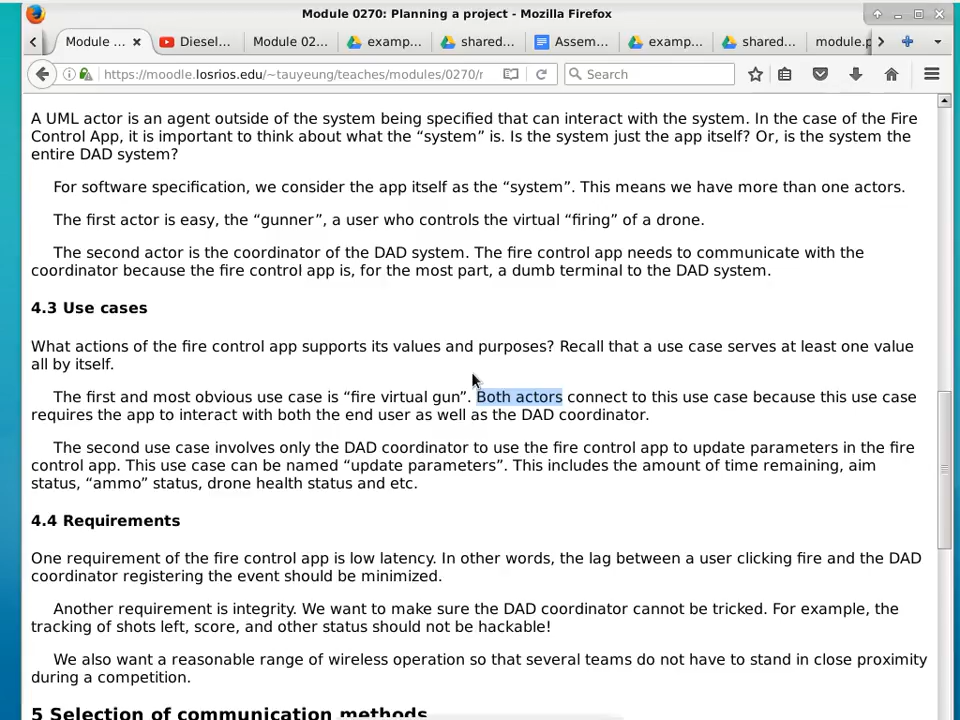 Module 0270: Planning a project - Mozilla Firefox
Module ...
Diesel...
Module 02...
examp...
shared...
Assem...
examp...
shared...
module.p
https://moodle.losrios.edu/~tauyeung/teaches/modules/0270/r
Search
A UML actor is an agent outside of the system being specified that can interact with the system. In the case of the Fire
Control App, it is important to think about what the “system” is. Is the system just the app itself? Or, is the system the
entire DAD system?
For software specification, we consider the app itself as the “system”. This means we have more than one actors.
The first actor is easy, the “gunner”, a user who controls the virtual “firing” of a drone.
The second actor is the coordinator of the DAD system. The fire control app needs to communicate with the
coordinator because the fire control app is, for the most part, a dumb terminal to the DAD system.
4.3 Use cases
What actions of the fire control app supports its values and purposes? Recall that a use case serves at least one value
all by itself.
The first and most obvious use case is “fire virtual gun”. Both actors connect to this use case because this use case
requires the app to interact with both the end user as well as the DAD coordinator.
The second use case involves only the DAD coordinator to use the fire control app to update parameters in the fire
control app. This use case can be named “update parameters”. This includes the amount of time remaining, aim
status, “ammo” status, drone health status and etc.
4.4 Requirements
One requirement of the fire control app is low latency. In other words, the lag between a user clicking fire and the DAD
coordinator registering the event should be minimized.
Another requirement is integrity. We want to make sure the DAD coordinator cannot be tricked. For example, the
tracking of shots left, score, and other status should not be hackable!
We also want a reasonable range of wireless operation so that several teams do not have to stand in close proximity
during a competition.
5 Selection of communication methods